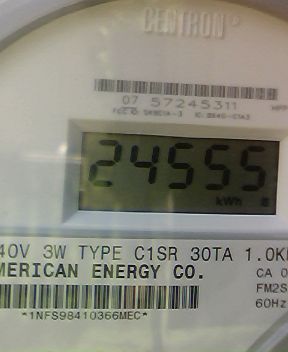 CENTRON®
07 57245311
24555
kWh
40V 3W TYPE C1SR 30TA 1.0K
MERICAN ENERGY CO.
CA 0
FM2S
60Hz
*1NFS98410366MEC*